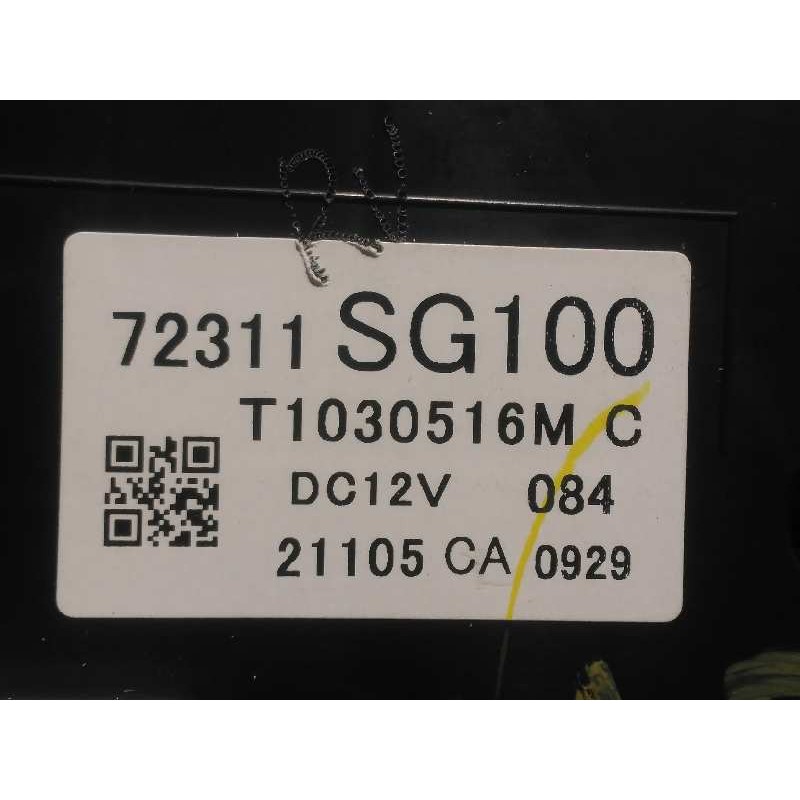 72311 SG100
T1030516M C
DC12V 084
21105 CA 0929